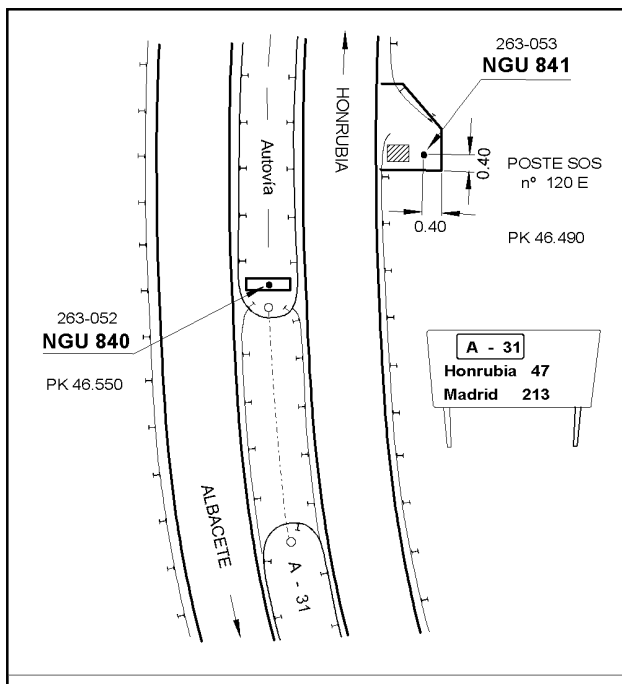 263-053
NGU 841
HONRUBIA
Autovía
0.40
0.40
POSTE SOS
nº 120 E
PK 46.490
263-052
NGU 840
PK 46.550
A - 31
Honrubia 47
Madrid 213
ALBACETE
A - 31